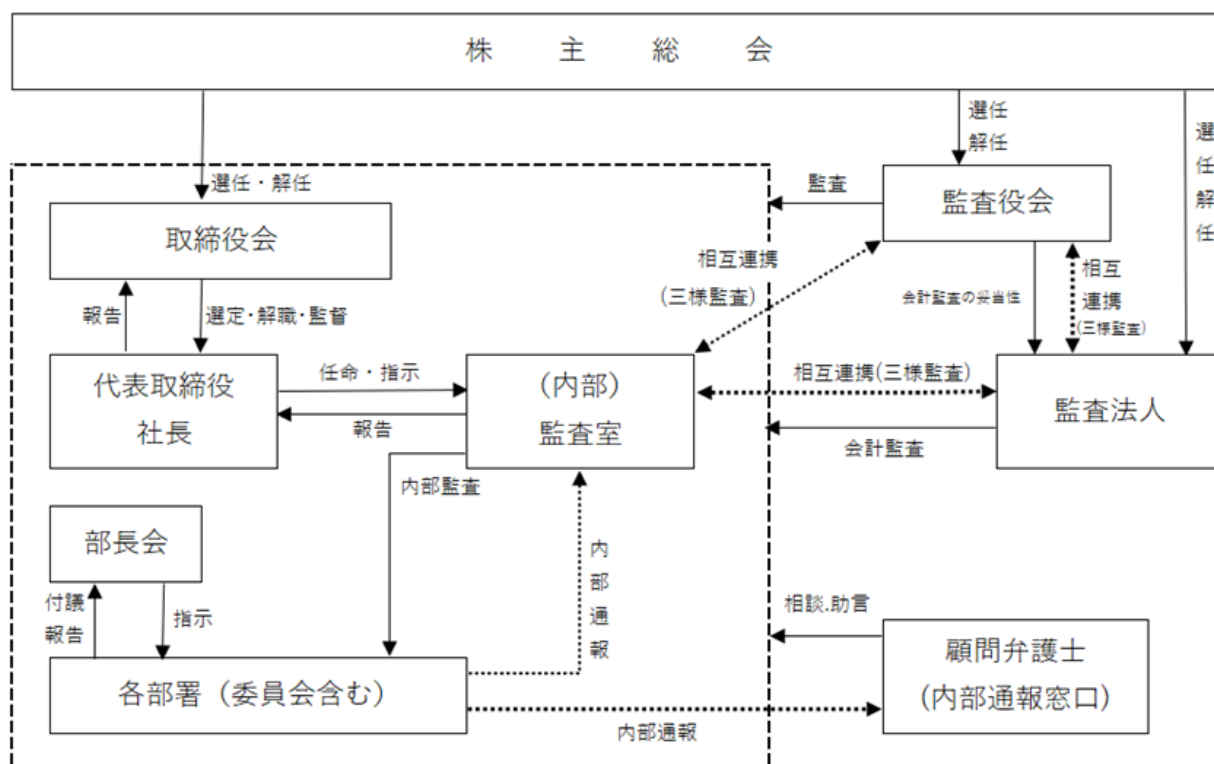 株主総会
選任・解任
選任
解任
選任解任
取締役会
監査
監査役会
報告
選定・解職・監督
相互連携
(三様監査)
会計監査の妥当性
相互
連携
(三様監査)
代表取締役
社長
任命・指示
報告
(内部)
監査室
相互連携(三様監査)
会計監査
監査法人
内部監査
部長会
付議
報告
指示
内部通報
各部署（委員会含む）
内部通報
相談.助言
顧問弁護士
(内部通報窓口)